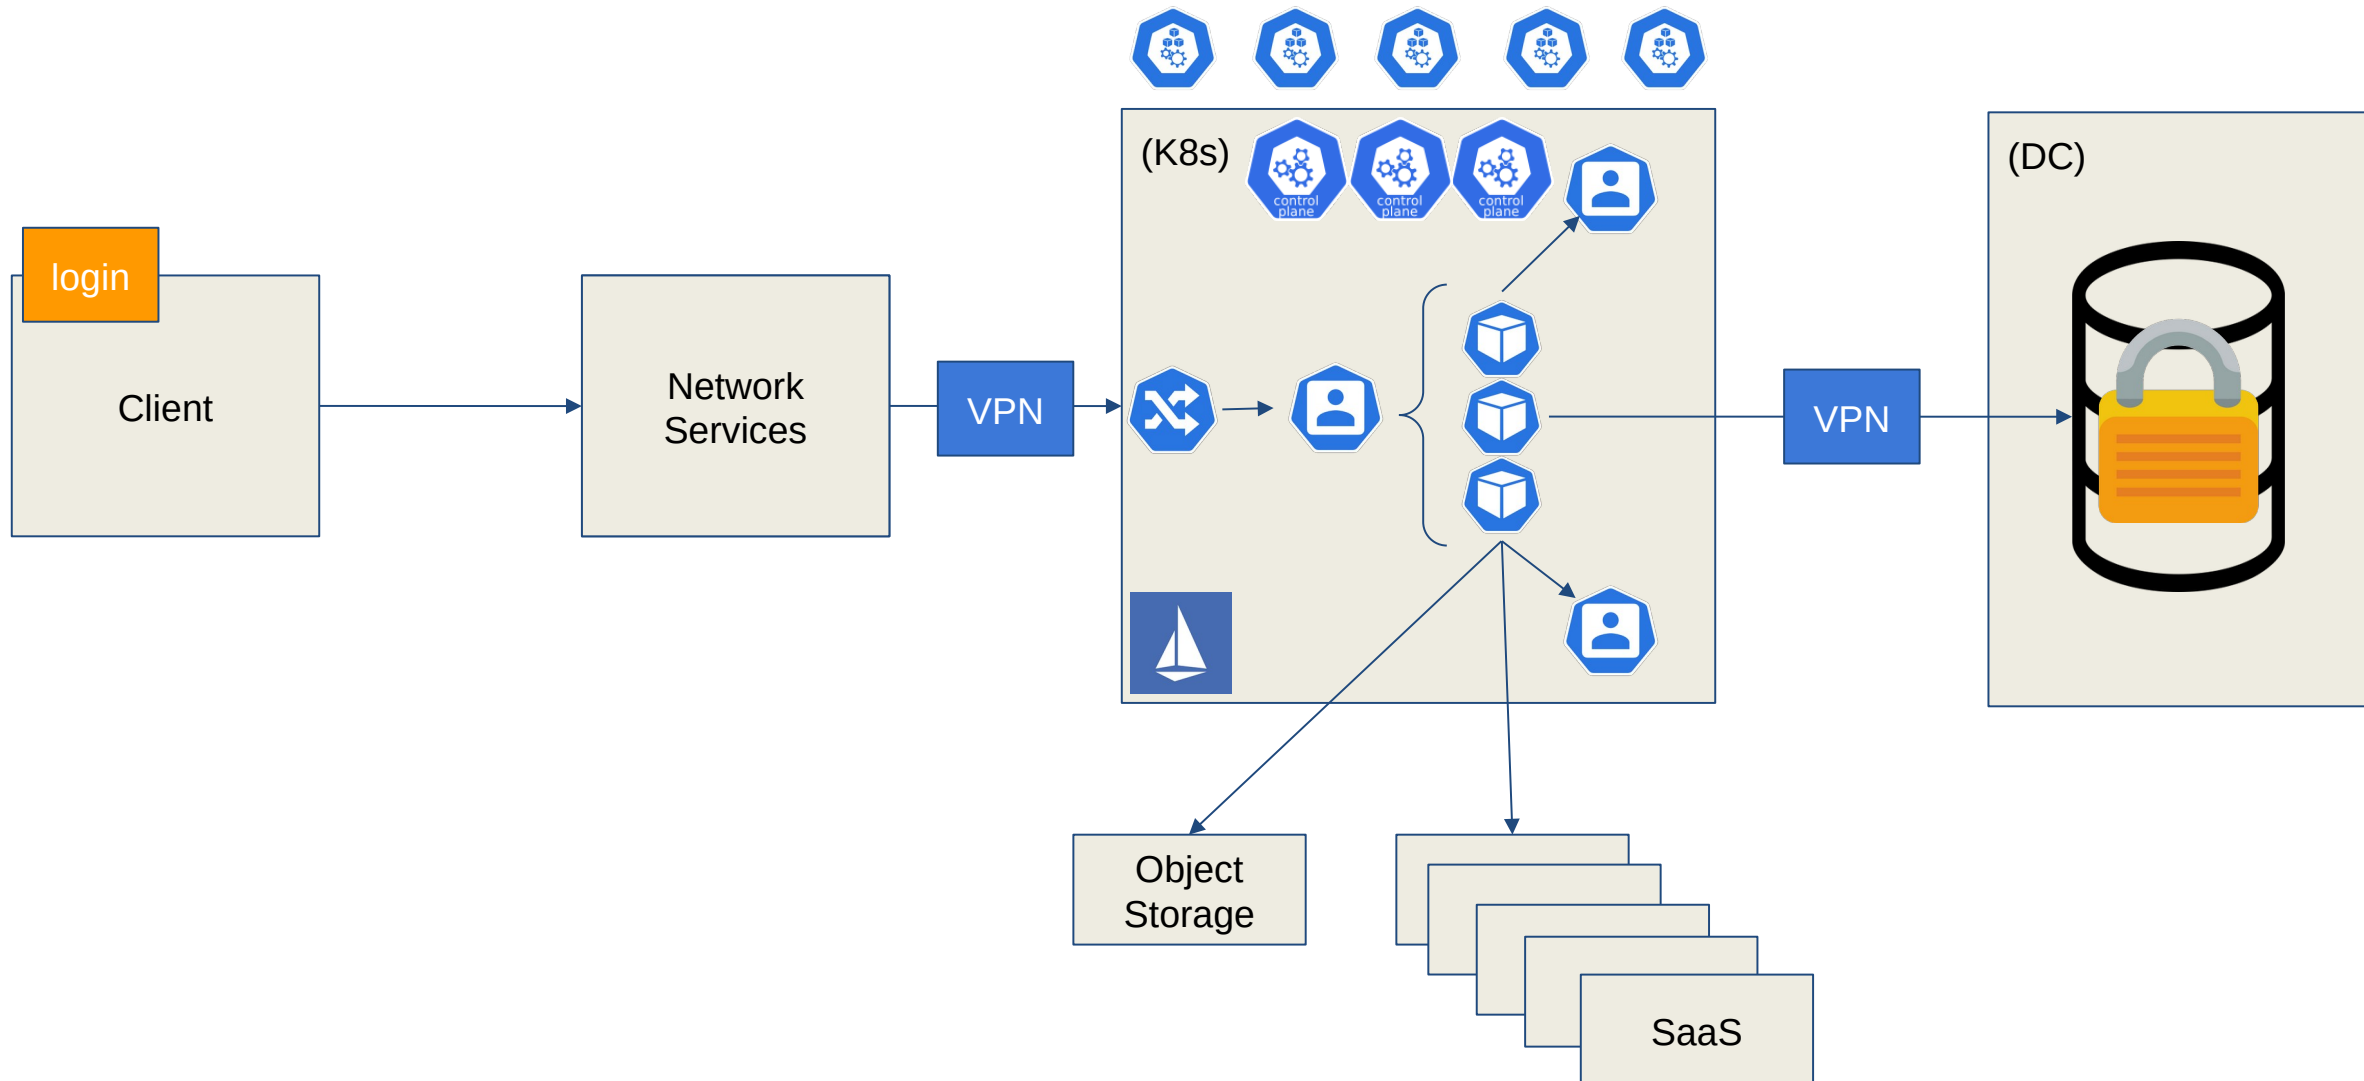 (K8s)
control
plane
control
plane
control
plane
(DC)
login
Client
Network
Services
VPN
VPN
Object
Storage
SaaS